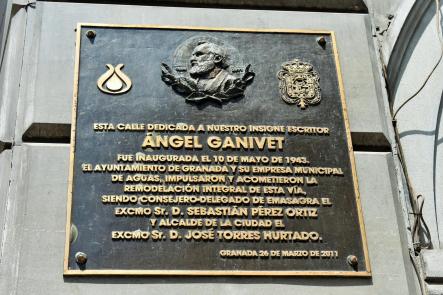 ESTA CALLE DEDICADA A NUESTRO INSIGNE ESCRITOR
ÁNGEL GANIVET
FUE INAUGURADA EL 10 DE MAYO DE 1943.
EL AYUNTAMIENTO DE GRANADA Y SU EMPRESA MUNICIPAL
DE AGUAS, IMPULSARON Y ACOMETIERON LA
REMODELACIÓN INTEGRAL DE ESTA VÍA,
SIENDO CONSEJERO-DELEGADO DE EMASAGRA EL
EXCMO Sr. D. SEBASTIÁN PÉREZ ORTIZ
Y ALCALDE DE LA CIUDAD EL
EXCMO Sr. D. JOSÉ TORRES HURTADO.
GRANADA 26 DE MARZO DE 2011